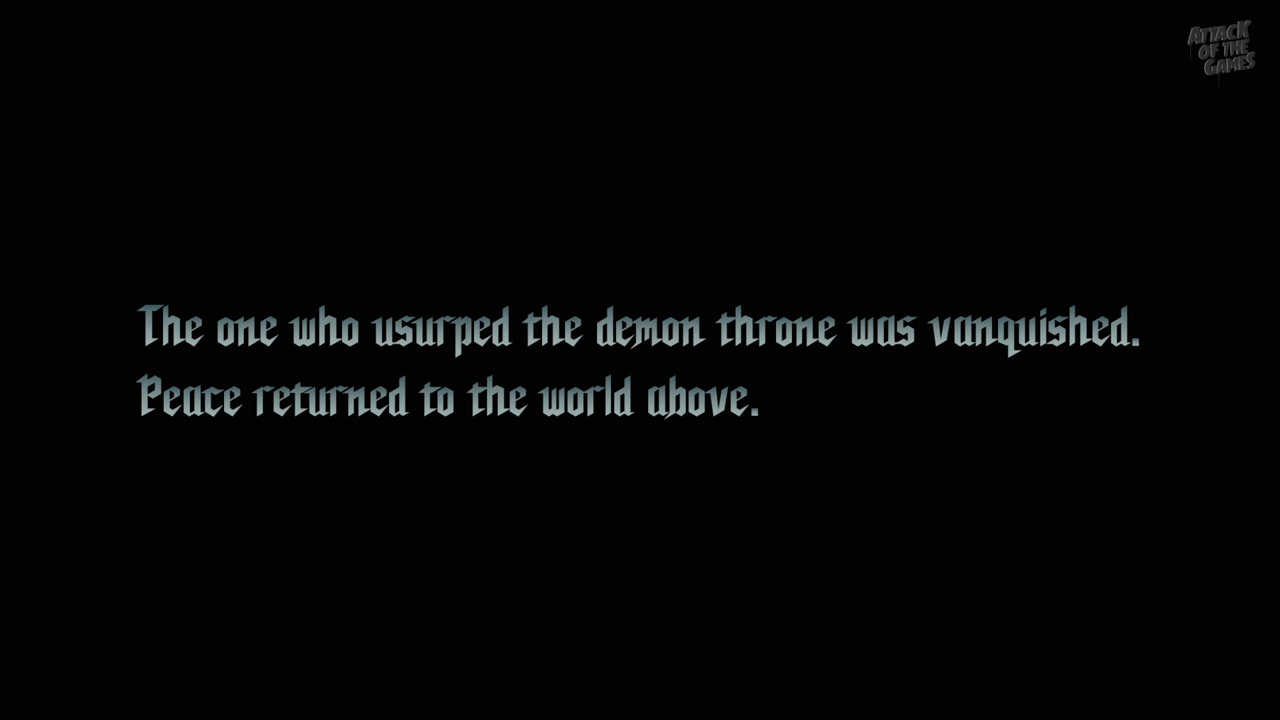 ATTACK
OF THE
GAMES
The one who usurped the demon throne was vanquished.
Peace returned to the world above.